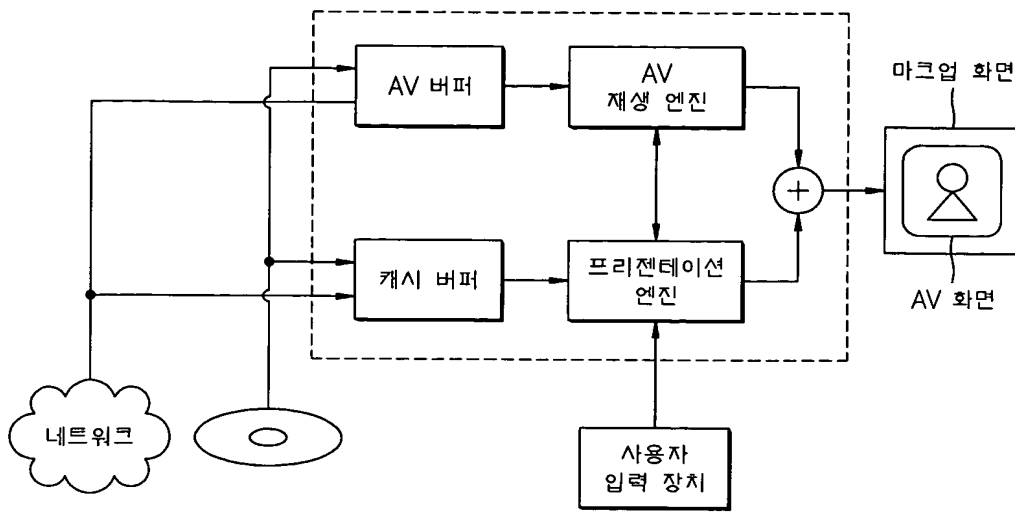 AV 버퍼
AV
재생 엔진
마크업 화면
캐시 버퍼
프리젠테이션
엔진
AV 화면
네트워크
사용자
입력 장치